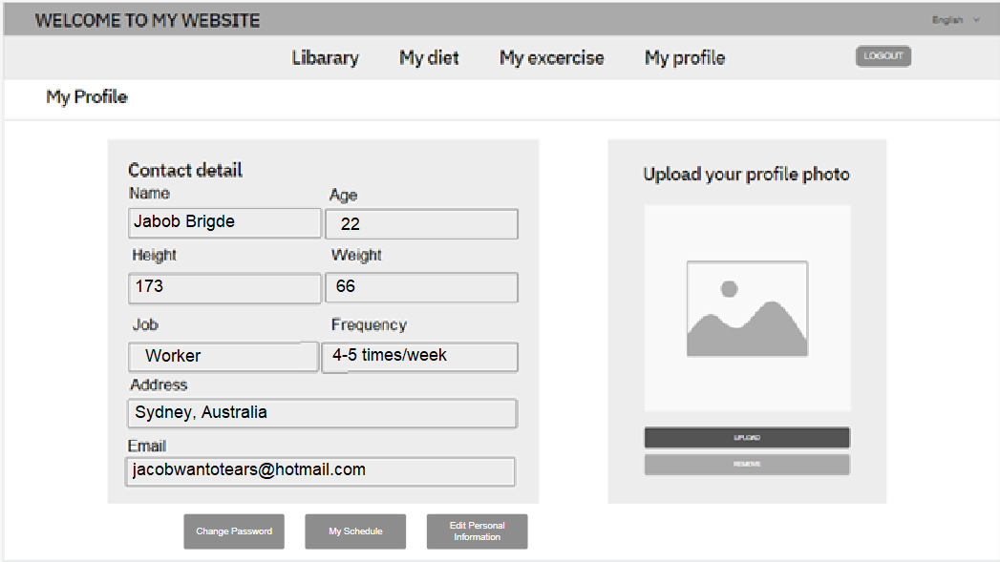 WELCOME TO MY WEBSITE English
Libarary My diet My excercise My profile LOGOUT
My Profile
Contact detail
Name Age
Jabob Brigde 22
Height Weight
173 66
Job Frequency
Worker 4-5 times/week
Address
Sydney, Australia
Email
jacobwantotears@hotmail.com
Upload your profile photo
UPLOAD
REMOVE
Change Password My Schedule Edit Personal
Information